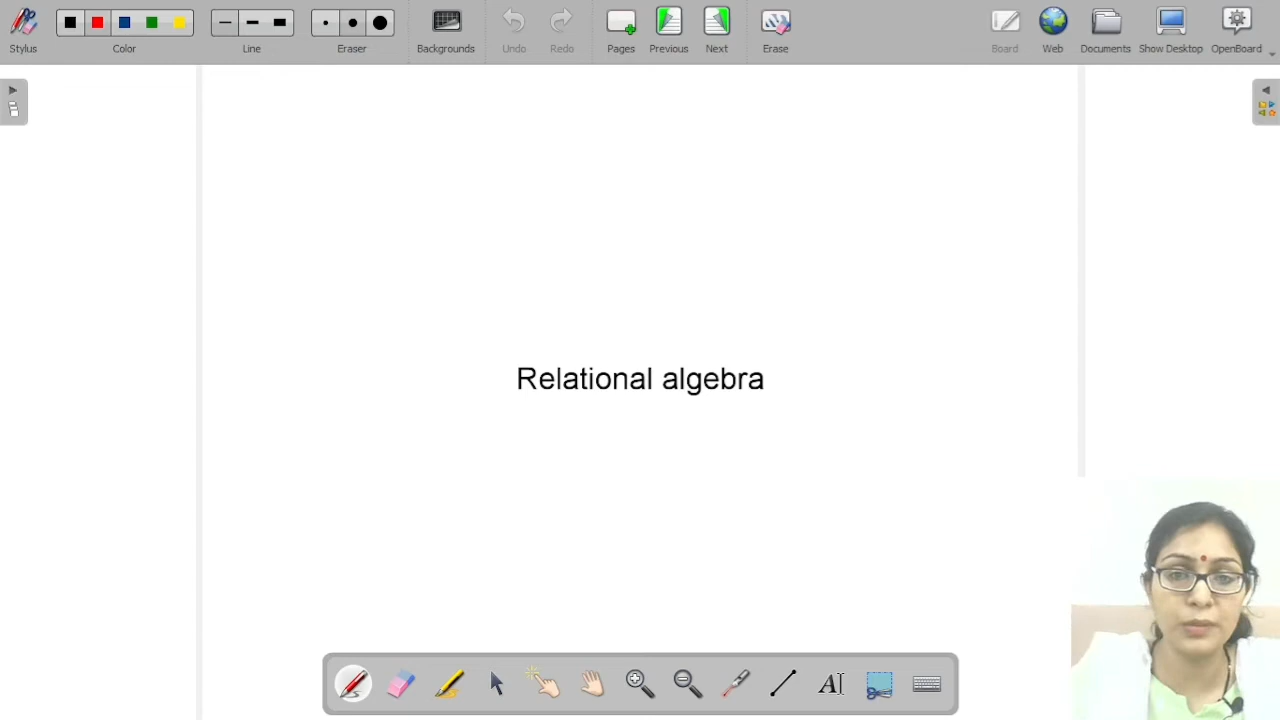 Stylus Color Line Eraser Backgrounds Undo Redo Pages Previous Next Erase Board Web Documents Show Desktop OpenBoard
Relational algebra
AI